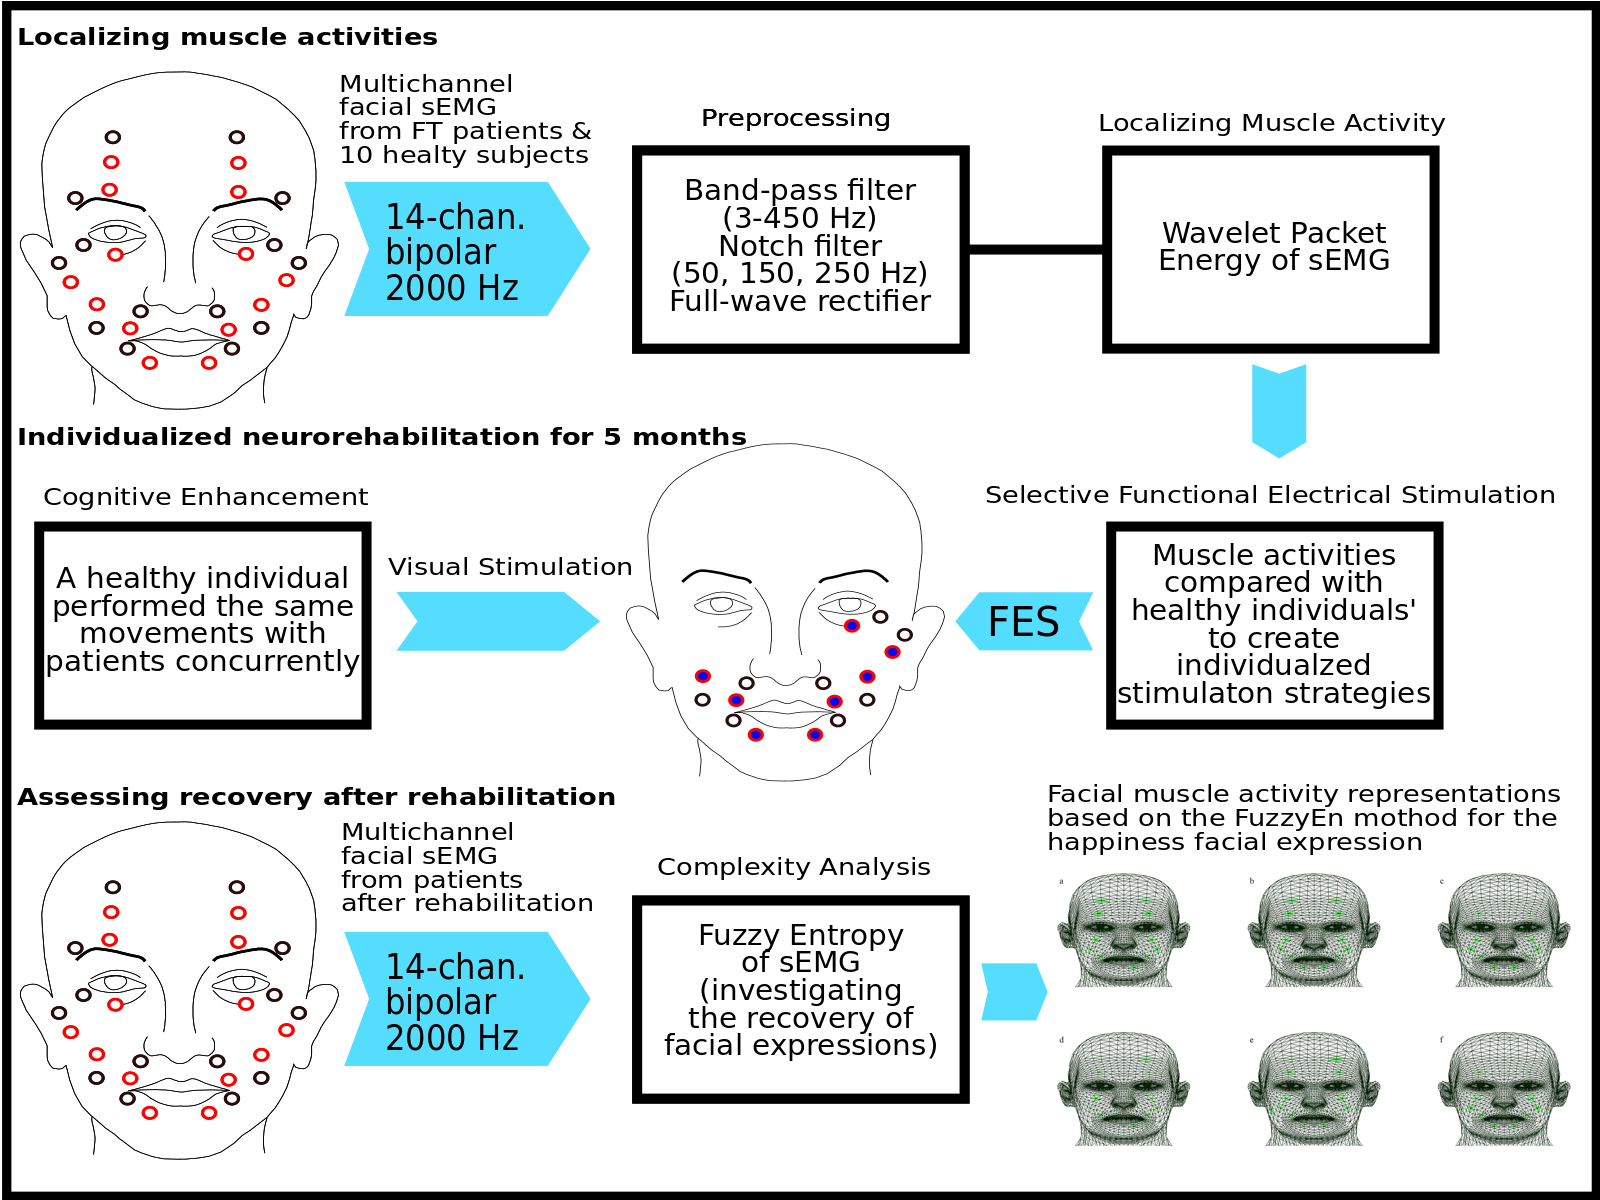 Localizing muscle activities
Multichannel
facial sEMG
from FT patients &
10 healty subjects
14-chan.
bipolar
2000 Hz
Preprocessing
Band-pass filter
(3-450 Hz)
Notch filter
(50, 150, 250 Hz)
Full-wave rectifier
Localizing Muscle Activity
Wavelet Packet
Energy of sEMG
Individualized neurorehabilitation for 5 months
Cognitive Enhancement
A healthy individual
performed the same
movements with
patients concurrently
Visual Stimulation
FES
Selective Functional Electrical Stimulation
Muscle activities
compared with
healthy individuals'
to create
individualzed
stimulaton strategies
Assessing recovery after rehabilitation
Multichannel
facial sEMG
from patients
after rehabilitation
14-chan.
bipolar
2000 Hz
Complexity Analysis
Fuzzy Entropy
of sEMG
(investigating
the recovery of
facial expressions)
Facial muscle activity representations
based on the FuzzyEn mothod for the
happiness facial expression
a
b
c
d
e
f